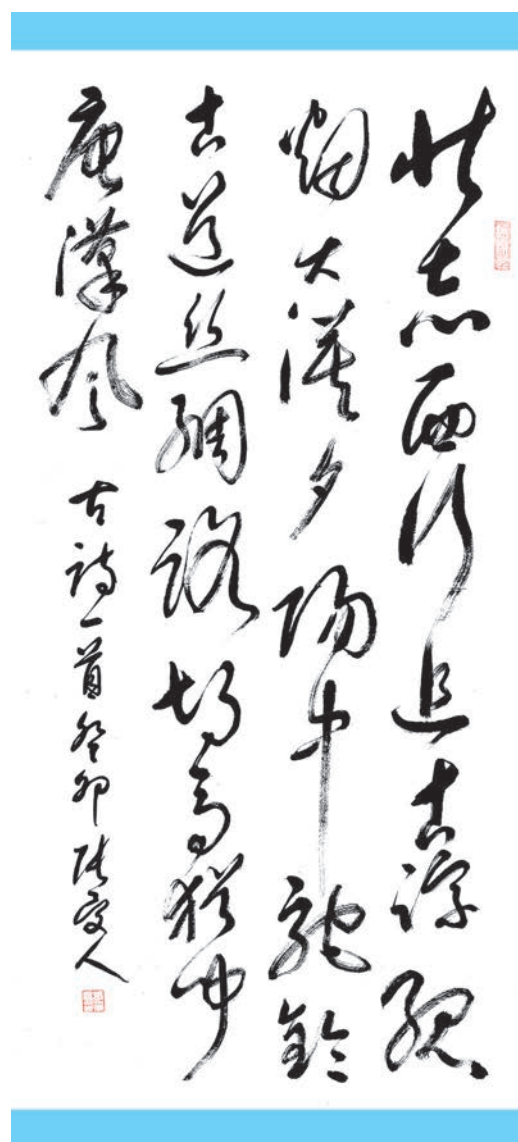 壮志西行追古踪孤
烟大漠夕阳中驼铃
古道丝绸路胡马犹闻
唐汉风
古诗一首癸卯张